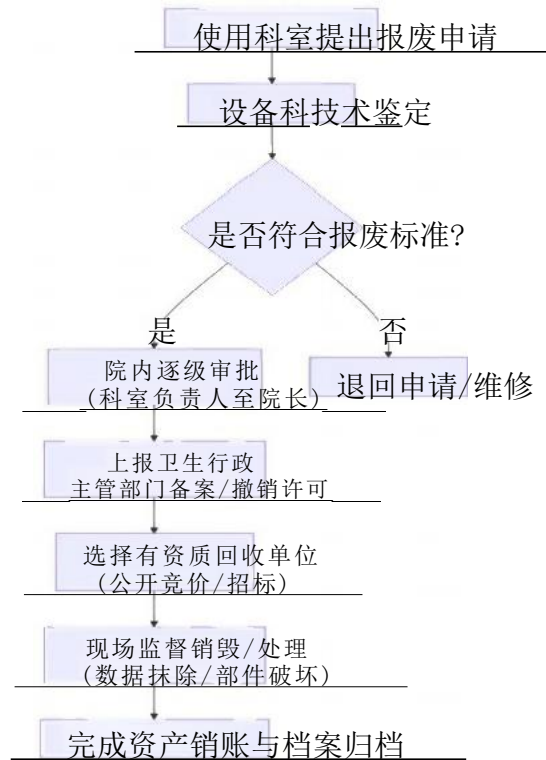 使用科室提出报废申请
设备科技术鉴定
是否符合报废标准?
是
否
院内逐级审批
(科室负责人至院长)
退回申请/维修
上报卫生行政
主管部门备案/撤销许可
选择有资质回收单位
(公开竞价/招标)
现场监督销毁/处理
(数据抹除/部件破坏)
完成资产销账与档案归档